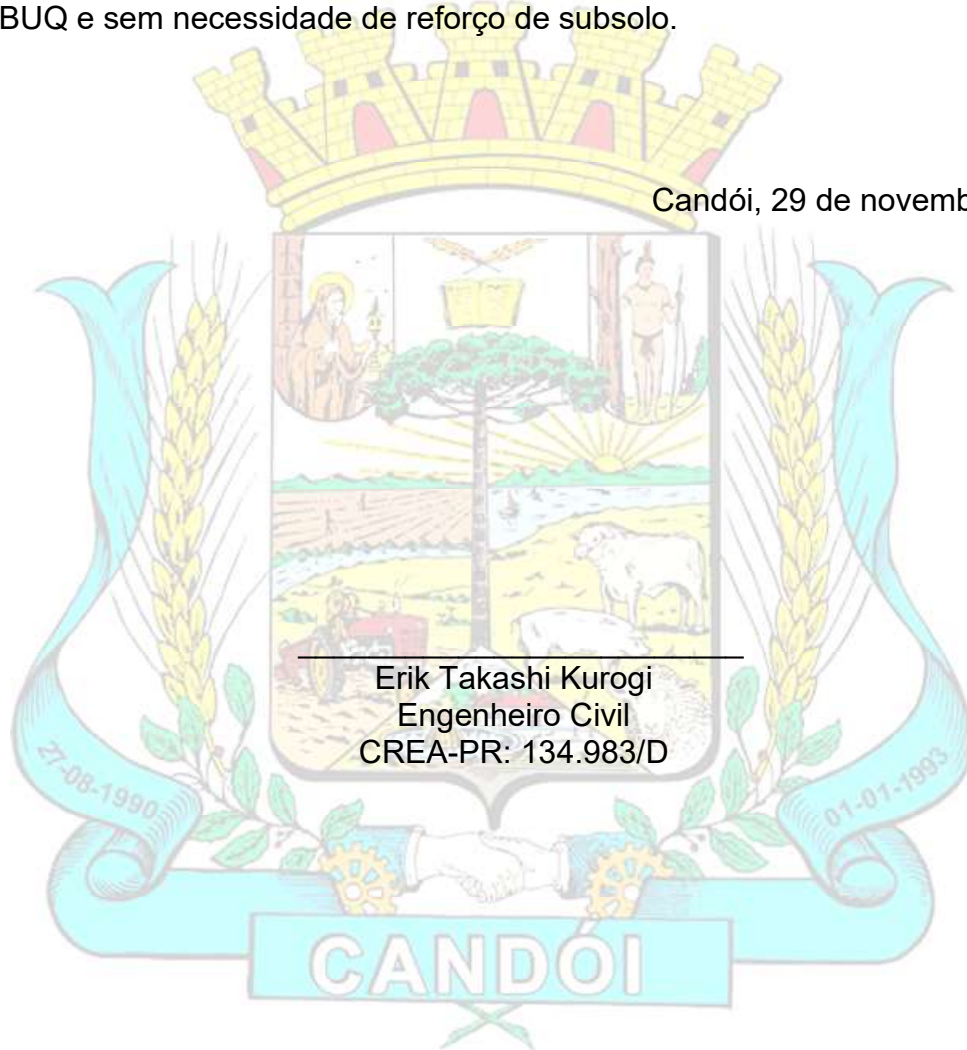 BUQ e sem necessidade de reforço de subsolo.
Candói, 29 de novemb
Erik Takashi Kurogi
Engenheiro Civil
CREA-PR: 134.983/D
27-08-1990
01-01-1993
CANDÓI